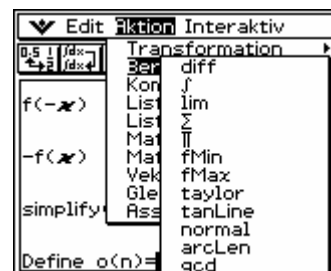 Edit Aktion Interaktiv
Transformation
Ber
diff
Kon
∫
f(-x)
List
lim
List
Σ
Mat
∏
-f(x)
Mat
fMin
Vek
fMax
Gle
taylor
simplify
Ass
tanLine
normal
arcLen
Define o(n)=
gcd